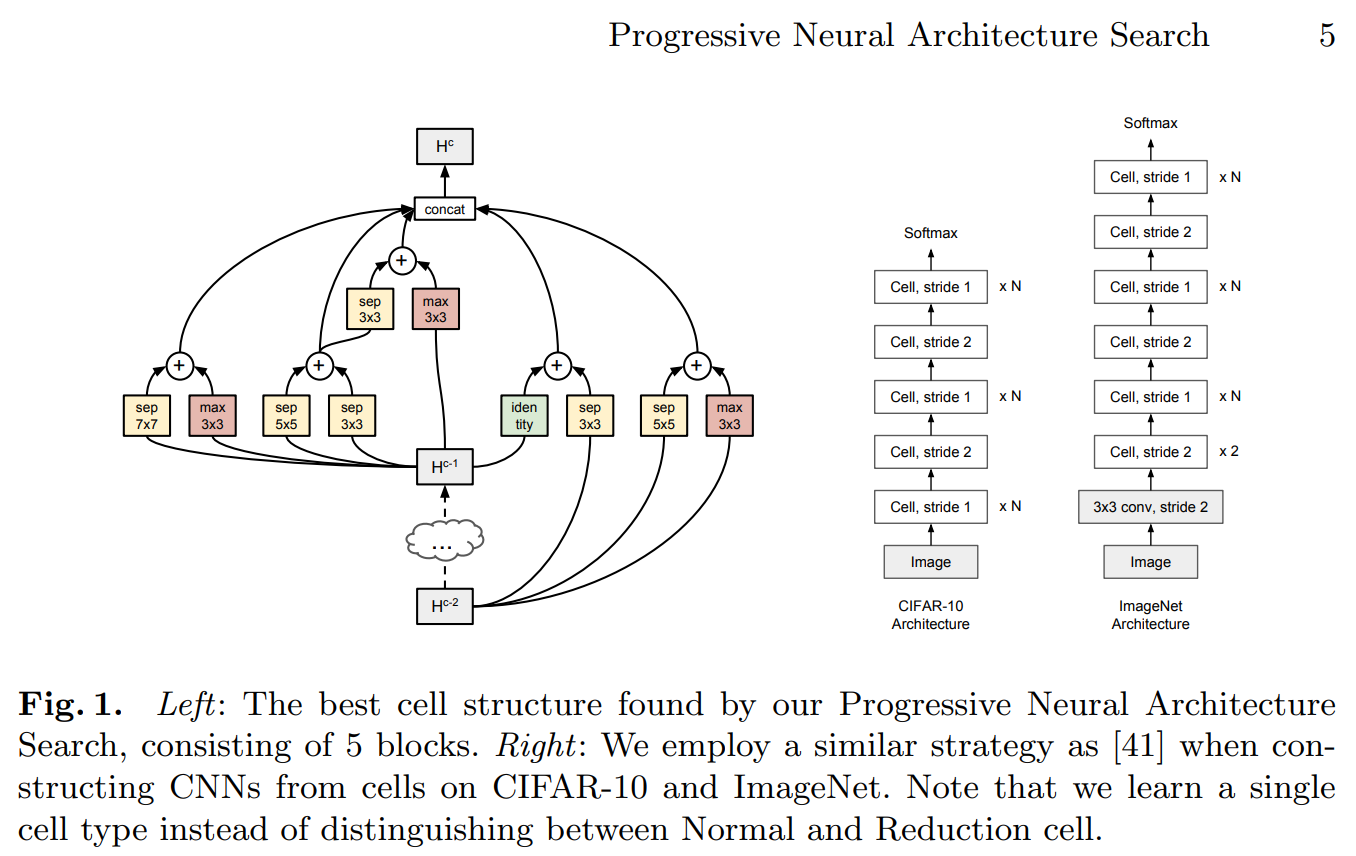 Progressive Neural Architecture Search 5
Hᶜ
concat
+
sep
3x3
max
3x3
+
+
+
+
sep
7x7
max
3x3
sep
5x5
sep
3x3
iden
tity
sep
3x3
sep
5x5
max
3x3
Hᶜ⁻¹
...
Hᶜ⁻²
Softmax
Cell, stride 1 x N
Cell, stride 2
Cell, stride 1 x N
Cell, stride 2
Cell, stride 1 x N
Image
CIFAR-10
Architecture
Softmax
Cell, stride 1 x N
Cell, stride 2
Cell, stride 1 x N
Cell, stride 2
Cell, stride 1 x N
Cell, stride 2 x 2
3x3 conv, stride 2
Image
ImageNet
Architecture
Fig. 1. Left: The best cell structure found by our Progressive Neural Architecture
Search, consisting of 5 blocks. Right: We employ a similar strategy as [41] when con-
structing CNNs from cells on CIFAR-10 and ImageNet. Note that we learn a single
cell type instead of distinguishing between Normal and Reduction cell.